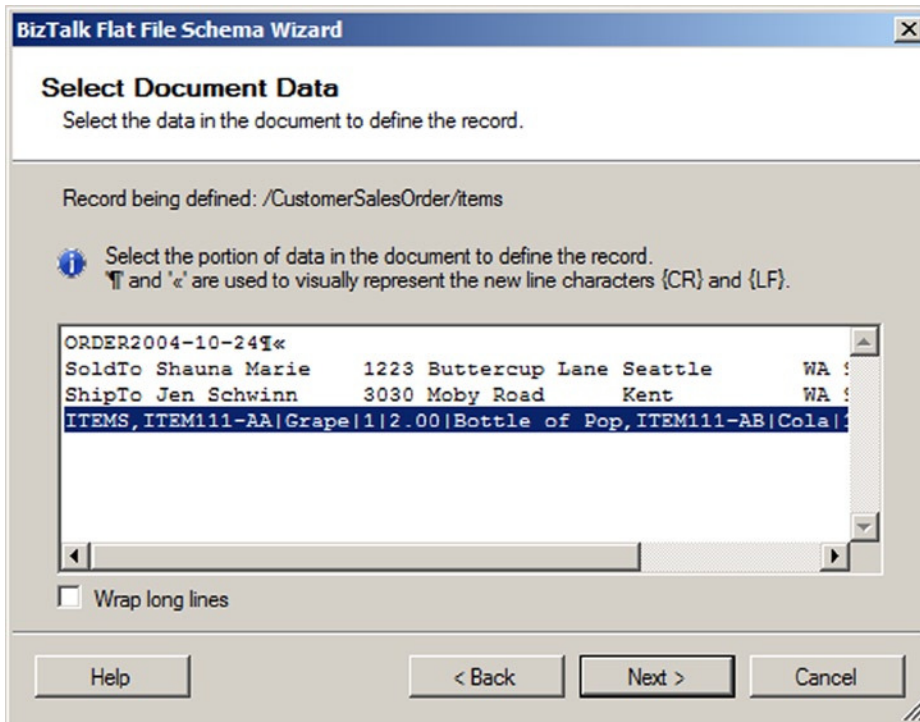 BizTalk Flat File Schema Wizard
Select Document Data
Select the data in the document to define the record.
Record being defined: /CustomerSalesOrder/items
Select the portion of data in the document to define the record.
'¶' and '«' are used to visually represent the new line characters {CR} and {LF}.
ORDER2004-10-24¶«
SoldTo Shauna Marie 1223 Buttercup Lane Seattle WA
ShipTo Jen Schwinn 3030 Moby Road Kent WA
ITEMS,ITEM111-AA|Grape|1|2.00|Bottle of Pop,ITEM111-AB|Cola|
Wrap long lines
Help
< Back
Next >
Cancel